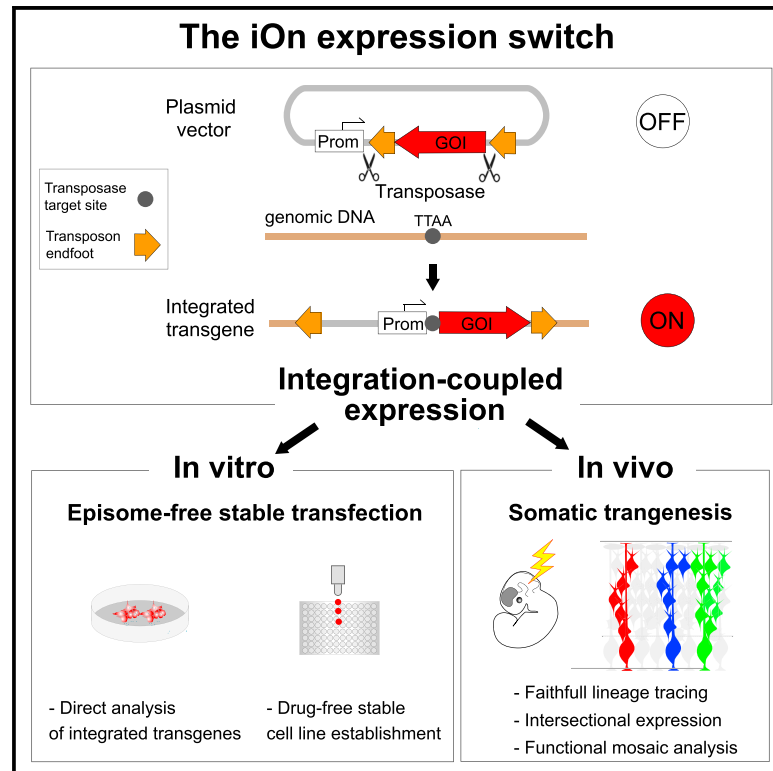 The iOn expression switch
Plasmid
vector
Prom
GOI
OFF
Transposase
Transposase
target site
Transposon
endfoot
genomic DNA
TTAA
Integrated
transgene
Prom
GOI
ON
Integration-coupled
expression
In vitro
Episome-free stable transfection
- Direct analysis
of integrated transgenes
- Drug-free stable
cell line establishment
In vivo
Somatic trangenesis
- Faithfull lineage tracing
- Intersectional expression
- Functional mosaic analysis